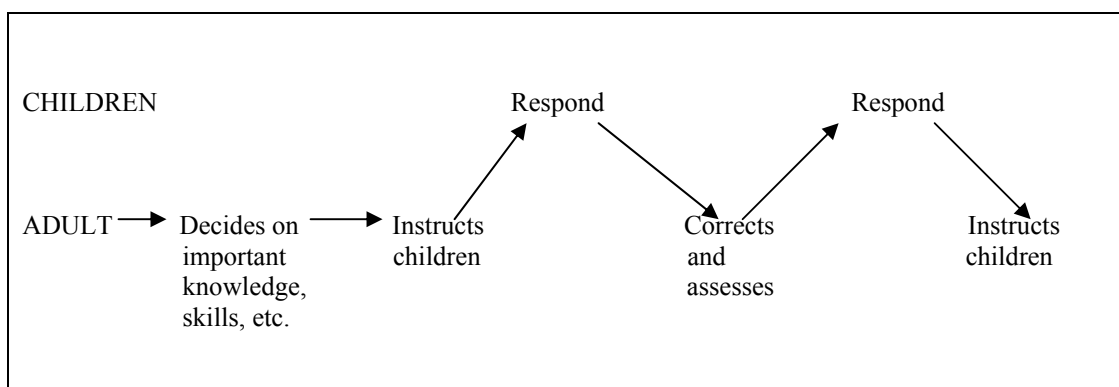 CHILDREN Respond Respond
ADULT Decides on Instructs Corrects Instructs
important children and children
knowledge, assesses
skills, etc.